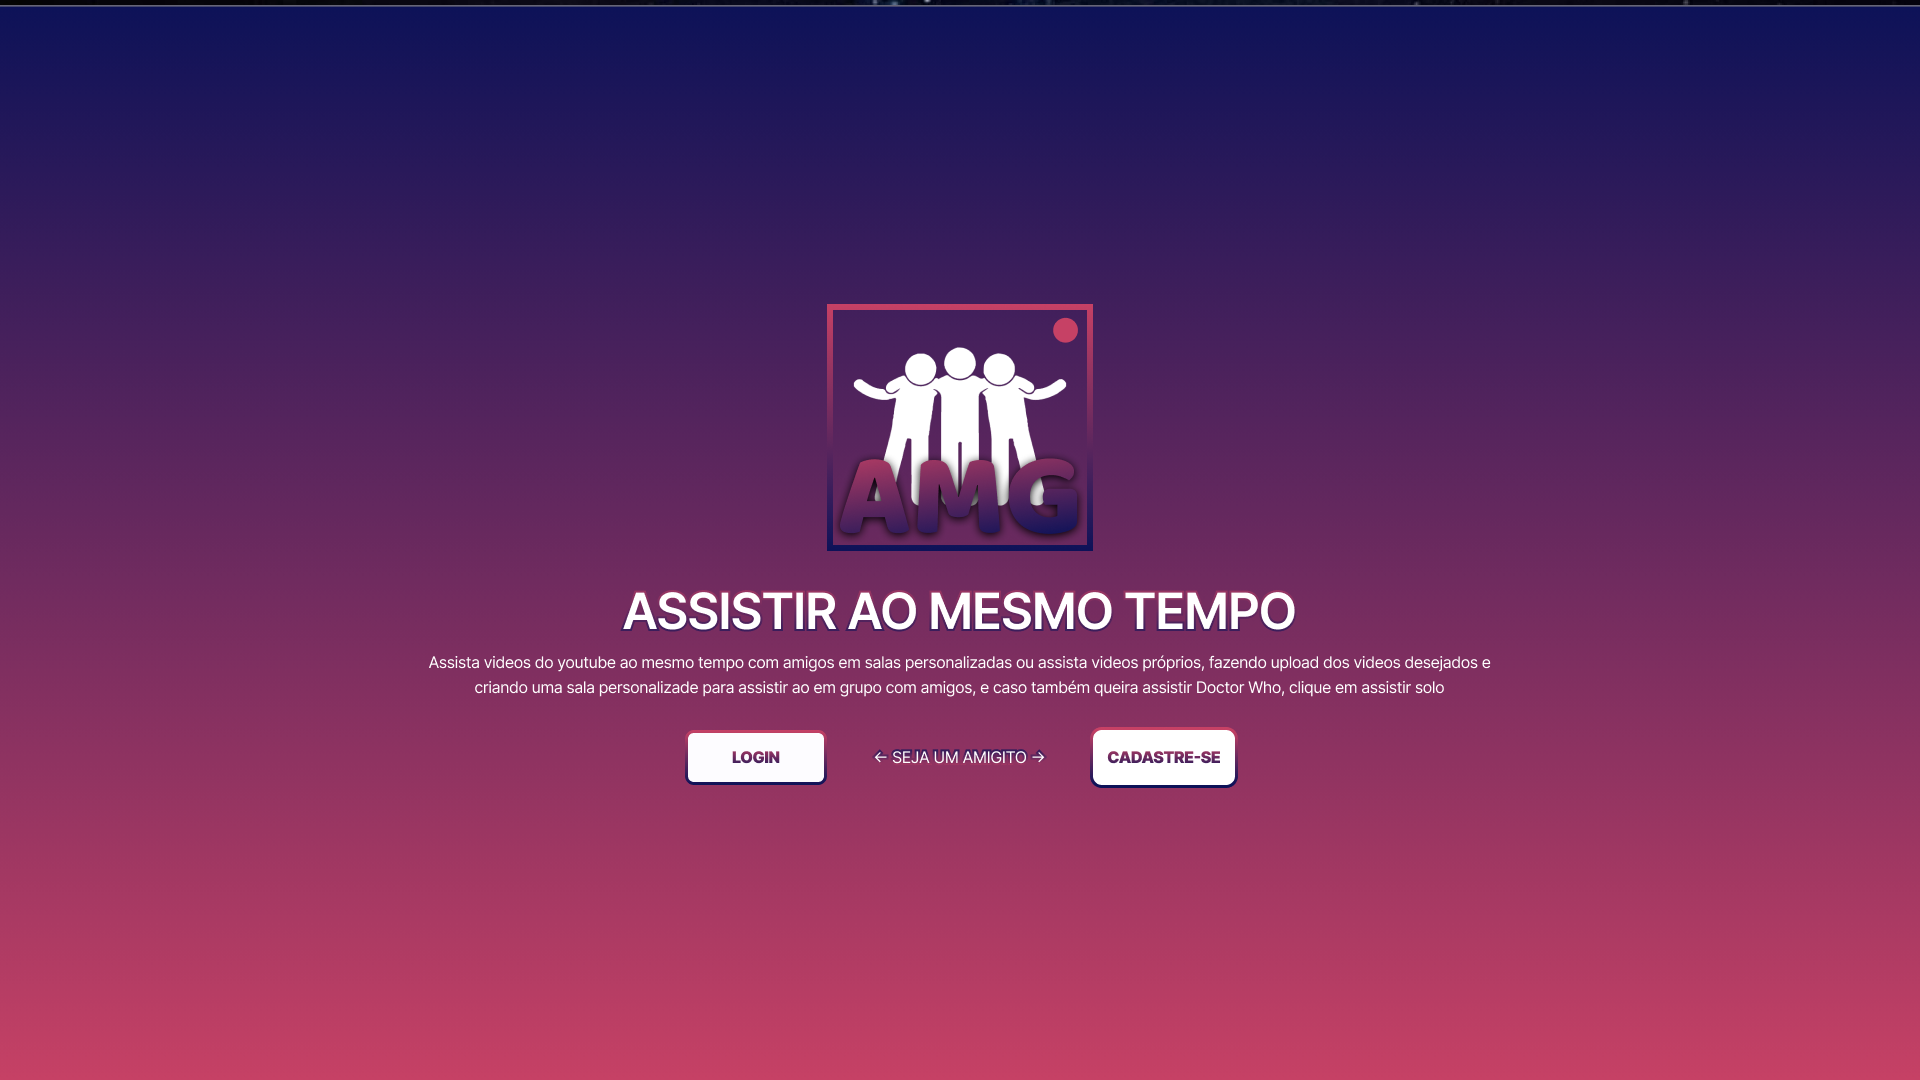 AMG
ASSISTIR AO MESMO TEMPO
Assista videos do youtube ao mesmo tempo com amigos em salas personalizadas ou assista videos próprios, fazendo upload dos videos desejados e
criando uma sala personalizade para assistir ao em grupo com amigos, e caso também queira assistir Doctor Who, clique em assistir solo
LOGIN
← SEJA UM AMIGITO →
CADASTRE-SE